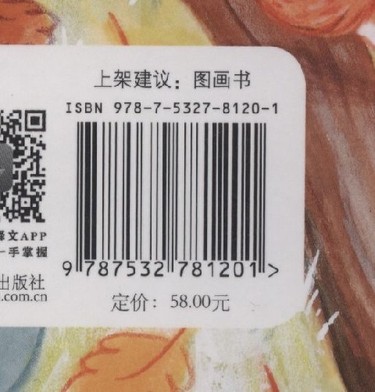 上架建议：图画书
ISBN 978-7-5327-8120-1
9 787532 781201 >
译文APP
一手掌握
出版社
.com.cn
定价：58.00元